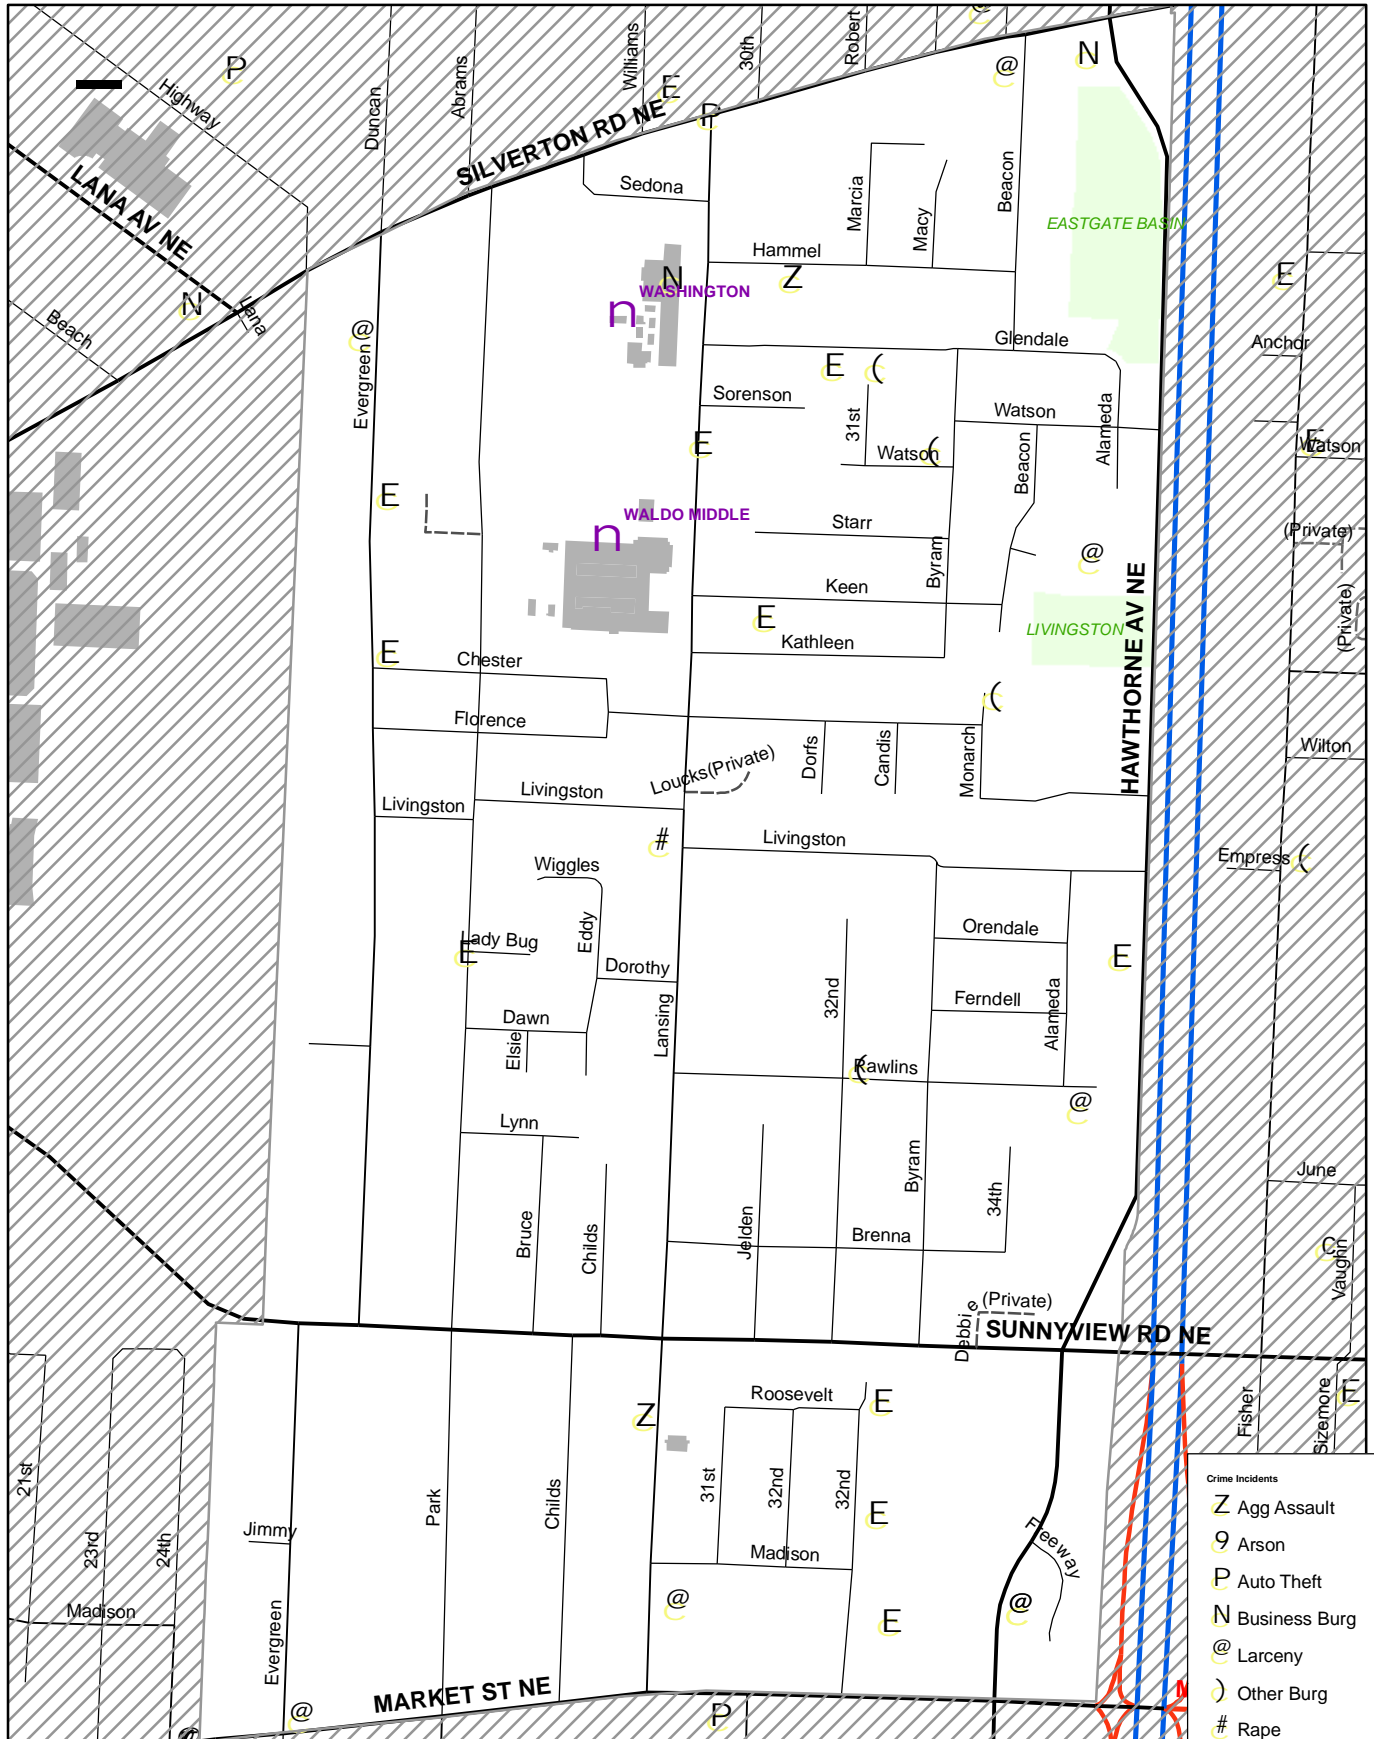 Highway
Duncan
Abrams
Williams
30th
Robert
P
E
P
@
N
SILVERTON RD NE
LANA AV NE
Sedona
Marcia
Macy
Beacon
EASTGATE BASIN
Hammel
N
WASHINGTON
n
Z
E
N
Lana
Beach
@
Evergreen
Glendale
Anchor
E
(
Sorenson
31st
Watson
Alameda
E
Watson
(
Beacon
E
Watson
E
WALDO MIDDLE
n
Starr
Byram
@
(Private)
Keen
E
Kathleen
LIVINGSTON
HAWTHORNE AV NE
(Private)
E
Chester
(
Florence
Loucks(Private)
Dorfs
Candis
Monarch
Wilton
Livingston
Livingston
#
Livingston
Empress
(
Wiggles
Eddy
Lady Bug
E
Dorothy
Orendale
E
32nd
Lansing
Ferndell
Alameda
Dawn
Elsie
(
Rawlins
@
Lynn
Byram
June
34th
Bruce
Childs
Jelden
Brenna
C
Vaughn
Debbie
(Private)
SUNNYVIEW RD NE
Roosevelt
E
Z
Fisher
Sizemore
E
21st
23rd
24th
Park
Childs
31st
32nd
32nd
E
Jimmy
Madison
Freeway
Madison
Evergreen
@
E
@
@
MARKET ST NE
P
M
Crime Incidents
Z Agg Assault
9 Arson
P Auto Theft
N Business Burg
@ Larceny
) Other Burg
# Rape